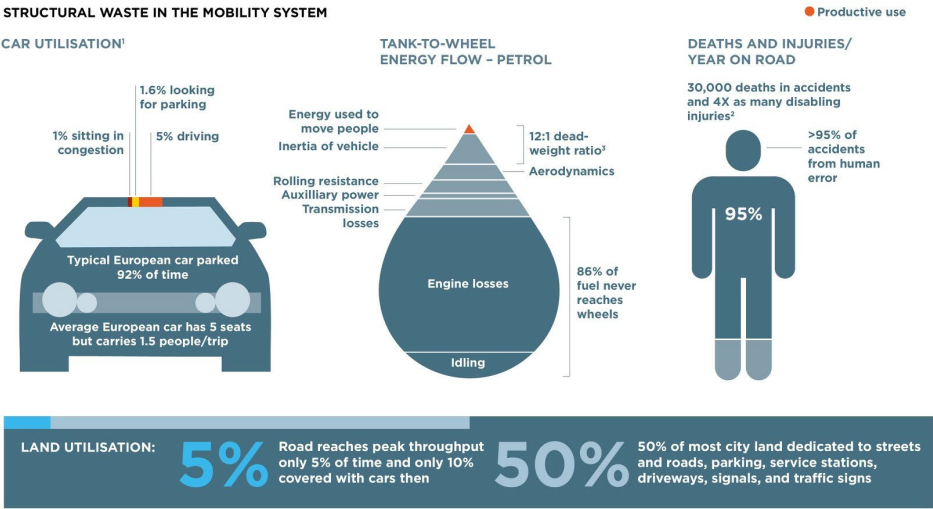 STRUCTURAL WASTE IN THE MOBILITY SYSTEM
Productive use
CAR UTILISATION¹
1.6% looking
for parking
1% sitting in
congestion
5% driving
Typical European car parked
92% of time
Average European car has 5 seats
but carries 1.5 people/trip
TANK-TO-WHEEL
ENERGY FLOW – PETROL
Energy used to
move people
Inertia of vehicle
12:1 dead-
weight ratio³
Aerodynamics
Rolling resistance
Auxilliary power
Transmission
losses
Engine losses
86% of
fuel never
reaches
wheels
Idling
DEATHS AND INJURIES/
YEAR ON ROAD
30,000 deaths in accidents
and 4X as many disabling
injuries²
>95% of
accidents
from human
error
95%
LAND UTILISATION:
5%
Road reaches peak throughput
only 5% of time and only 10%
covered with cars then
50%
50% of most city land dedicated to streets
and roads, parking, service stations,
driveways, signals, and traffic signs